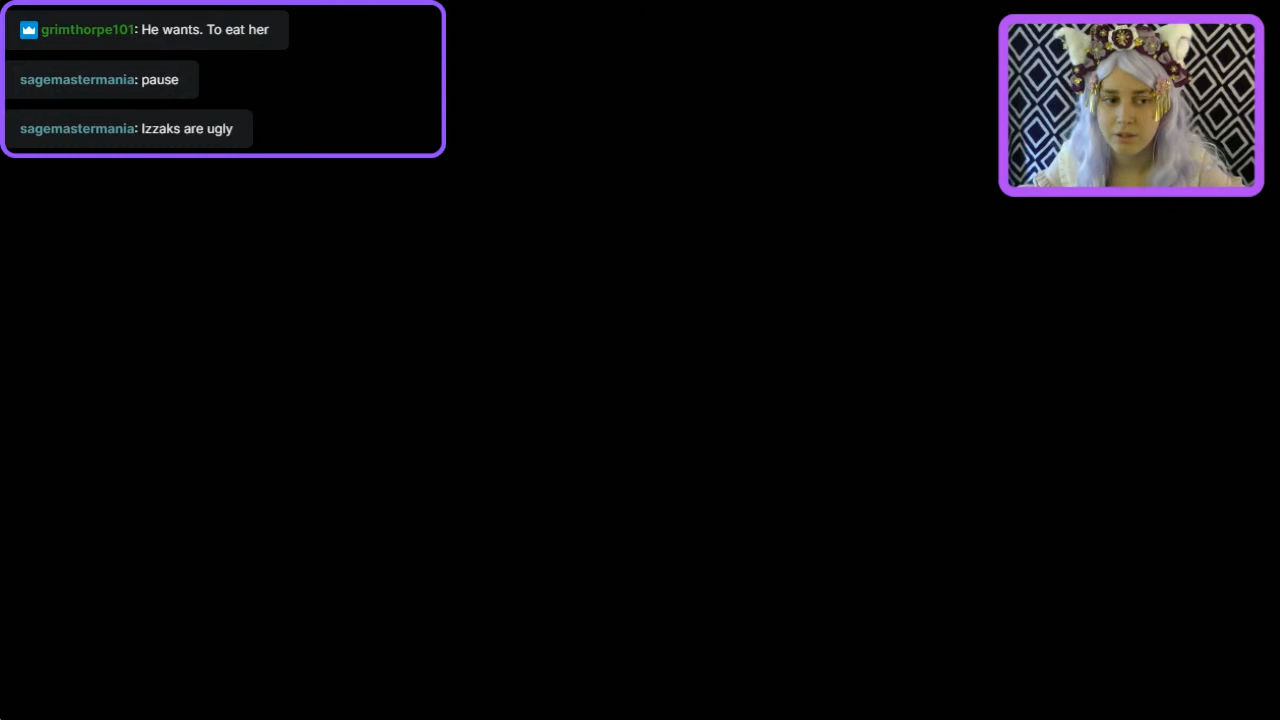 grimthorpe101: He wants. To eat her
sagemastermania: pause
sagemastermania: Izzaks are ugly